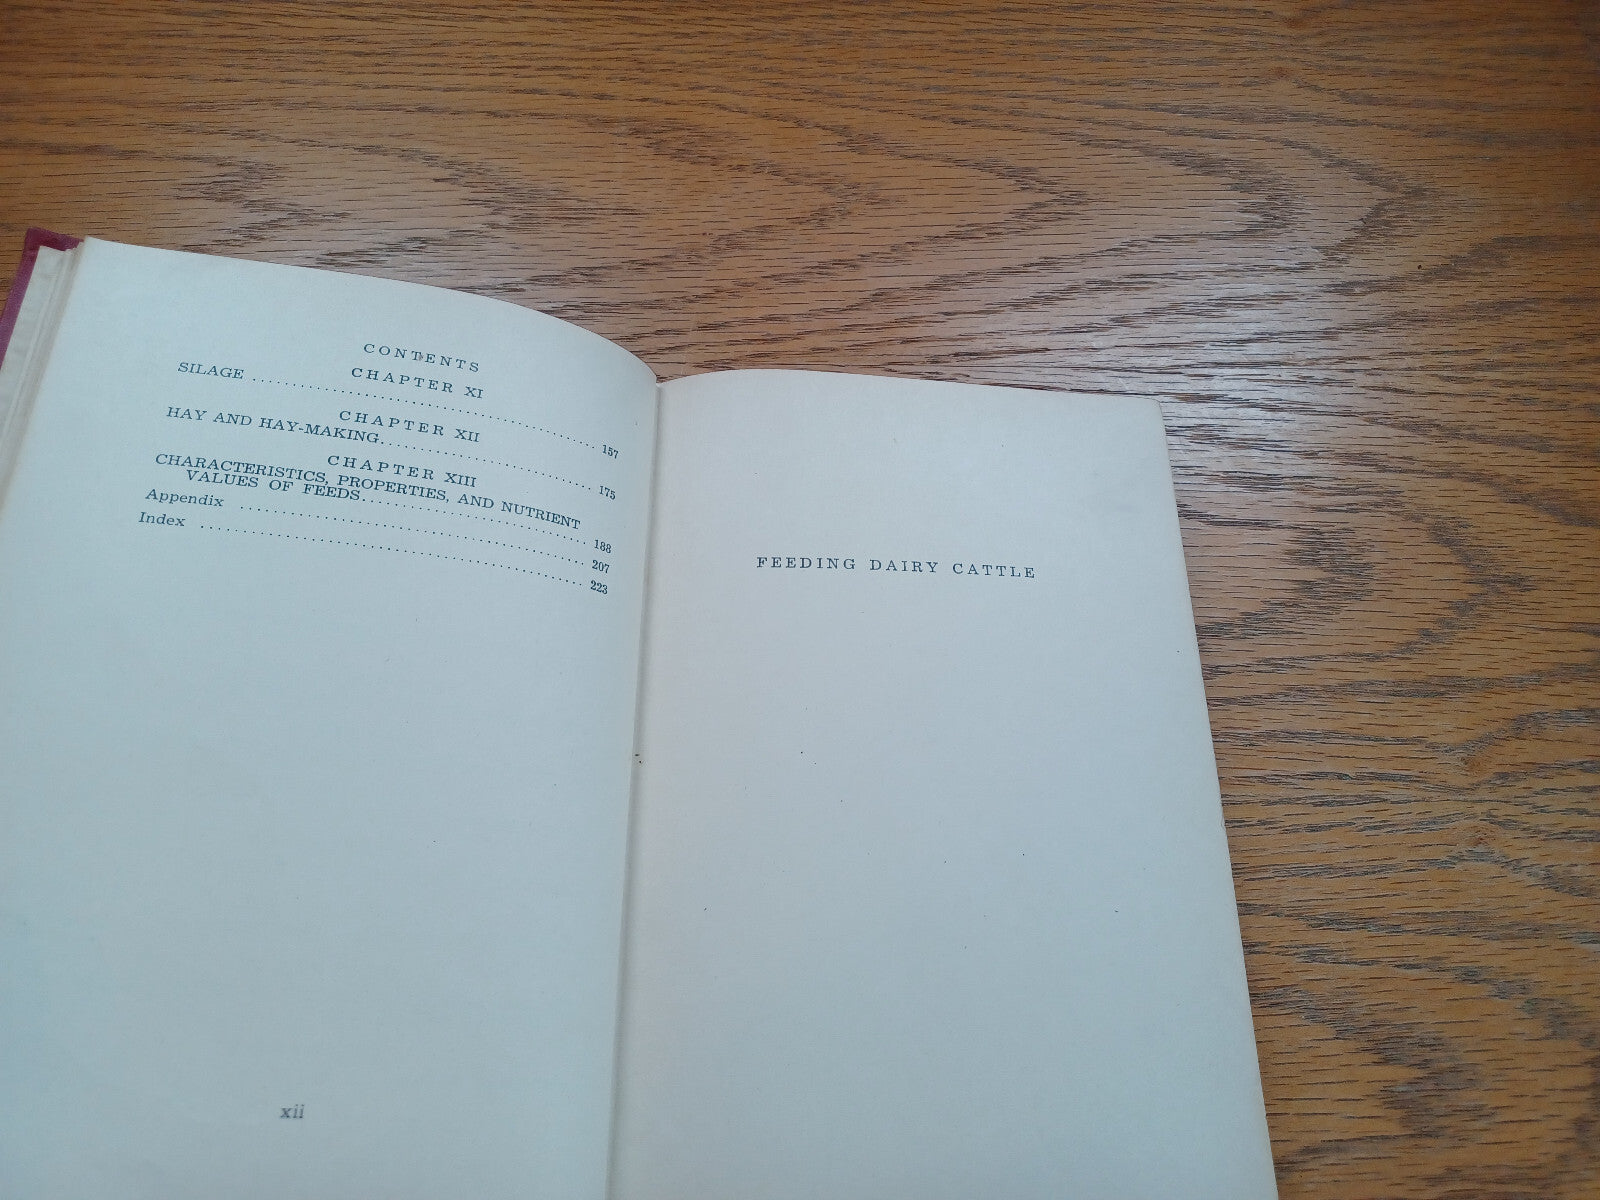 CONTENTS
CHAPTER XI
SILAGE ........................................ 157
CHAPTER XII
HAY AND HAY-MAKING............................ 175
CHAPTER XIII
CHARACTERISTICS, PROPERTIES, AND NUTRIENT
VALUES OF FEEDS............................. 188
Appendix ........................................ 207
Index ........................................... 223
xii
FEEDING DAIRY CATTLE